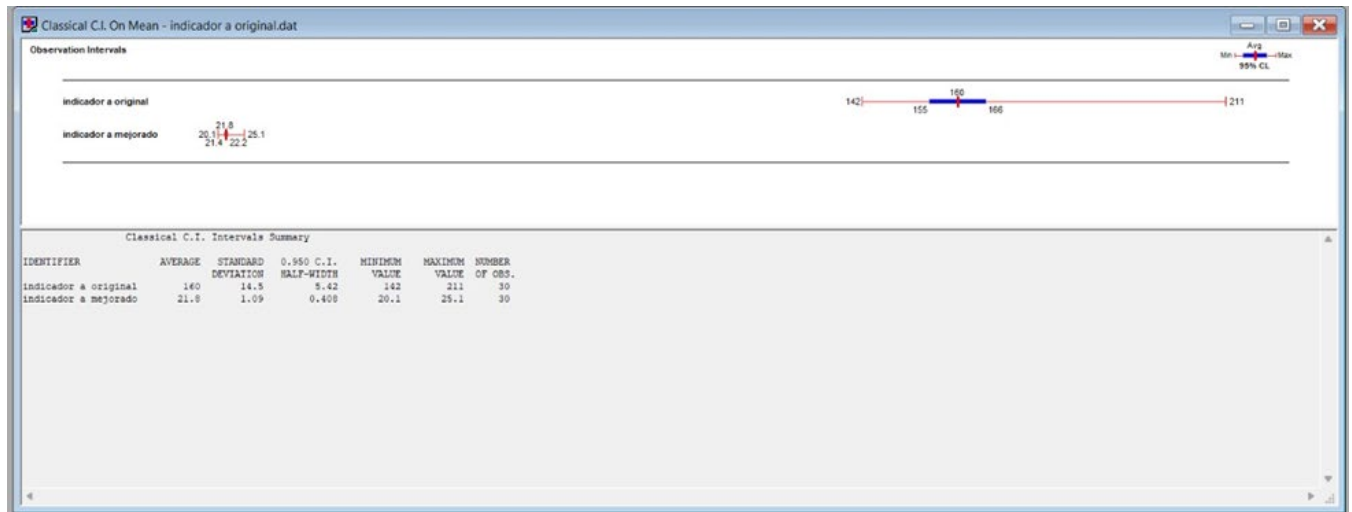 Classical C.I. On Mean - indicador a original.dat
Observation Intervals
Avg
Min Max
95% CL
indicador a original
142 160 211
155 166
indicador a mejorado
21.8
20.1 25.1
21.4 22.2
Classical C.I. Intervals Summary
IDENTIFIER AVERAGE STANDARD 0.950 C.I. MINIMUM MAXIMUM NUMBER
DEVIATION HALF-WIDTH VALUE VALUE OF OBS.
indicador a original 160 14.5 5.42 142 211 30
indicador a mejorado 21.8 1.09 0.408 20.1 25.1 30